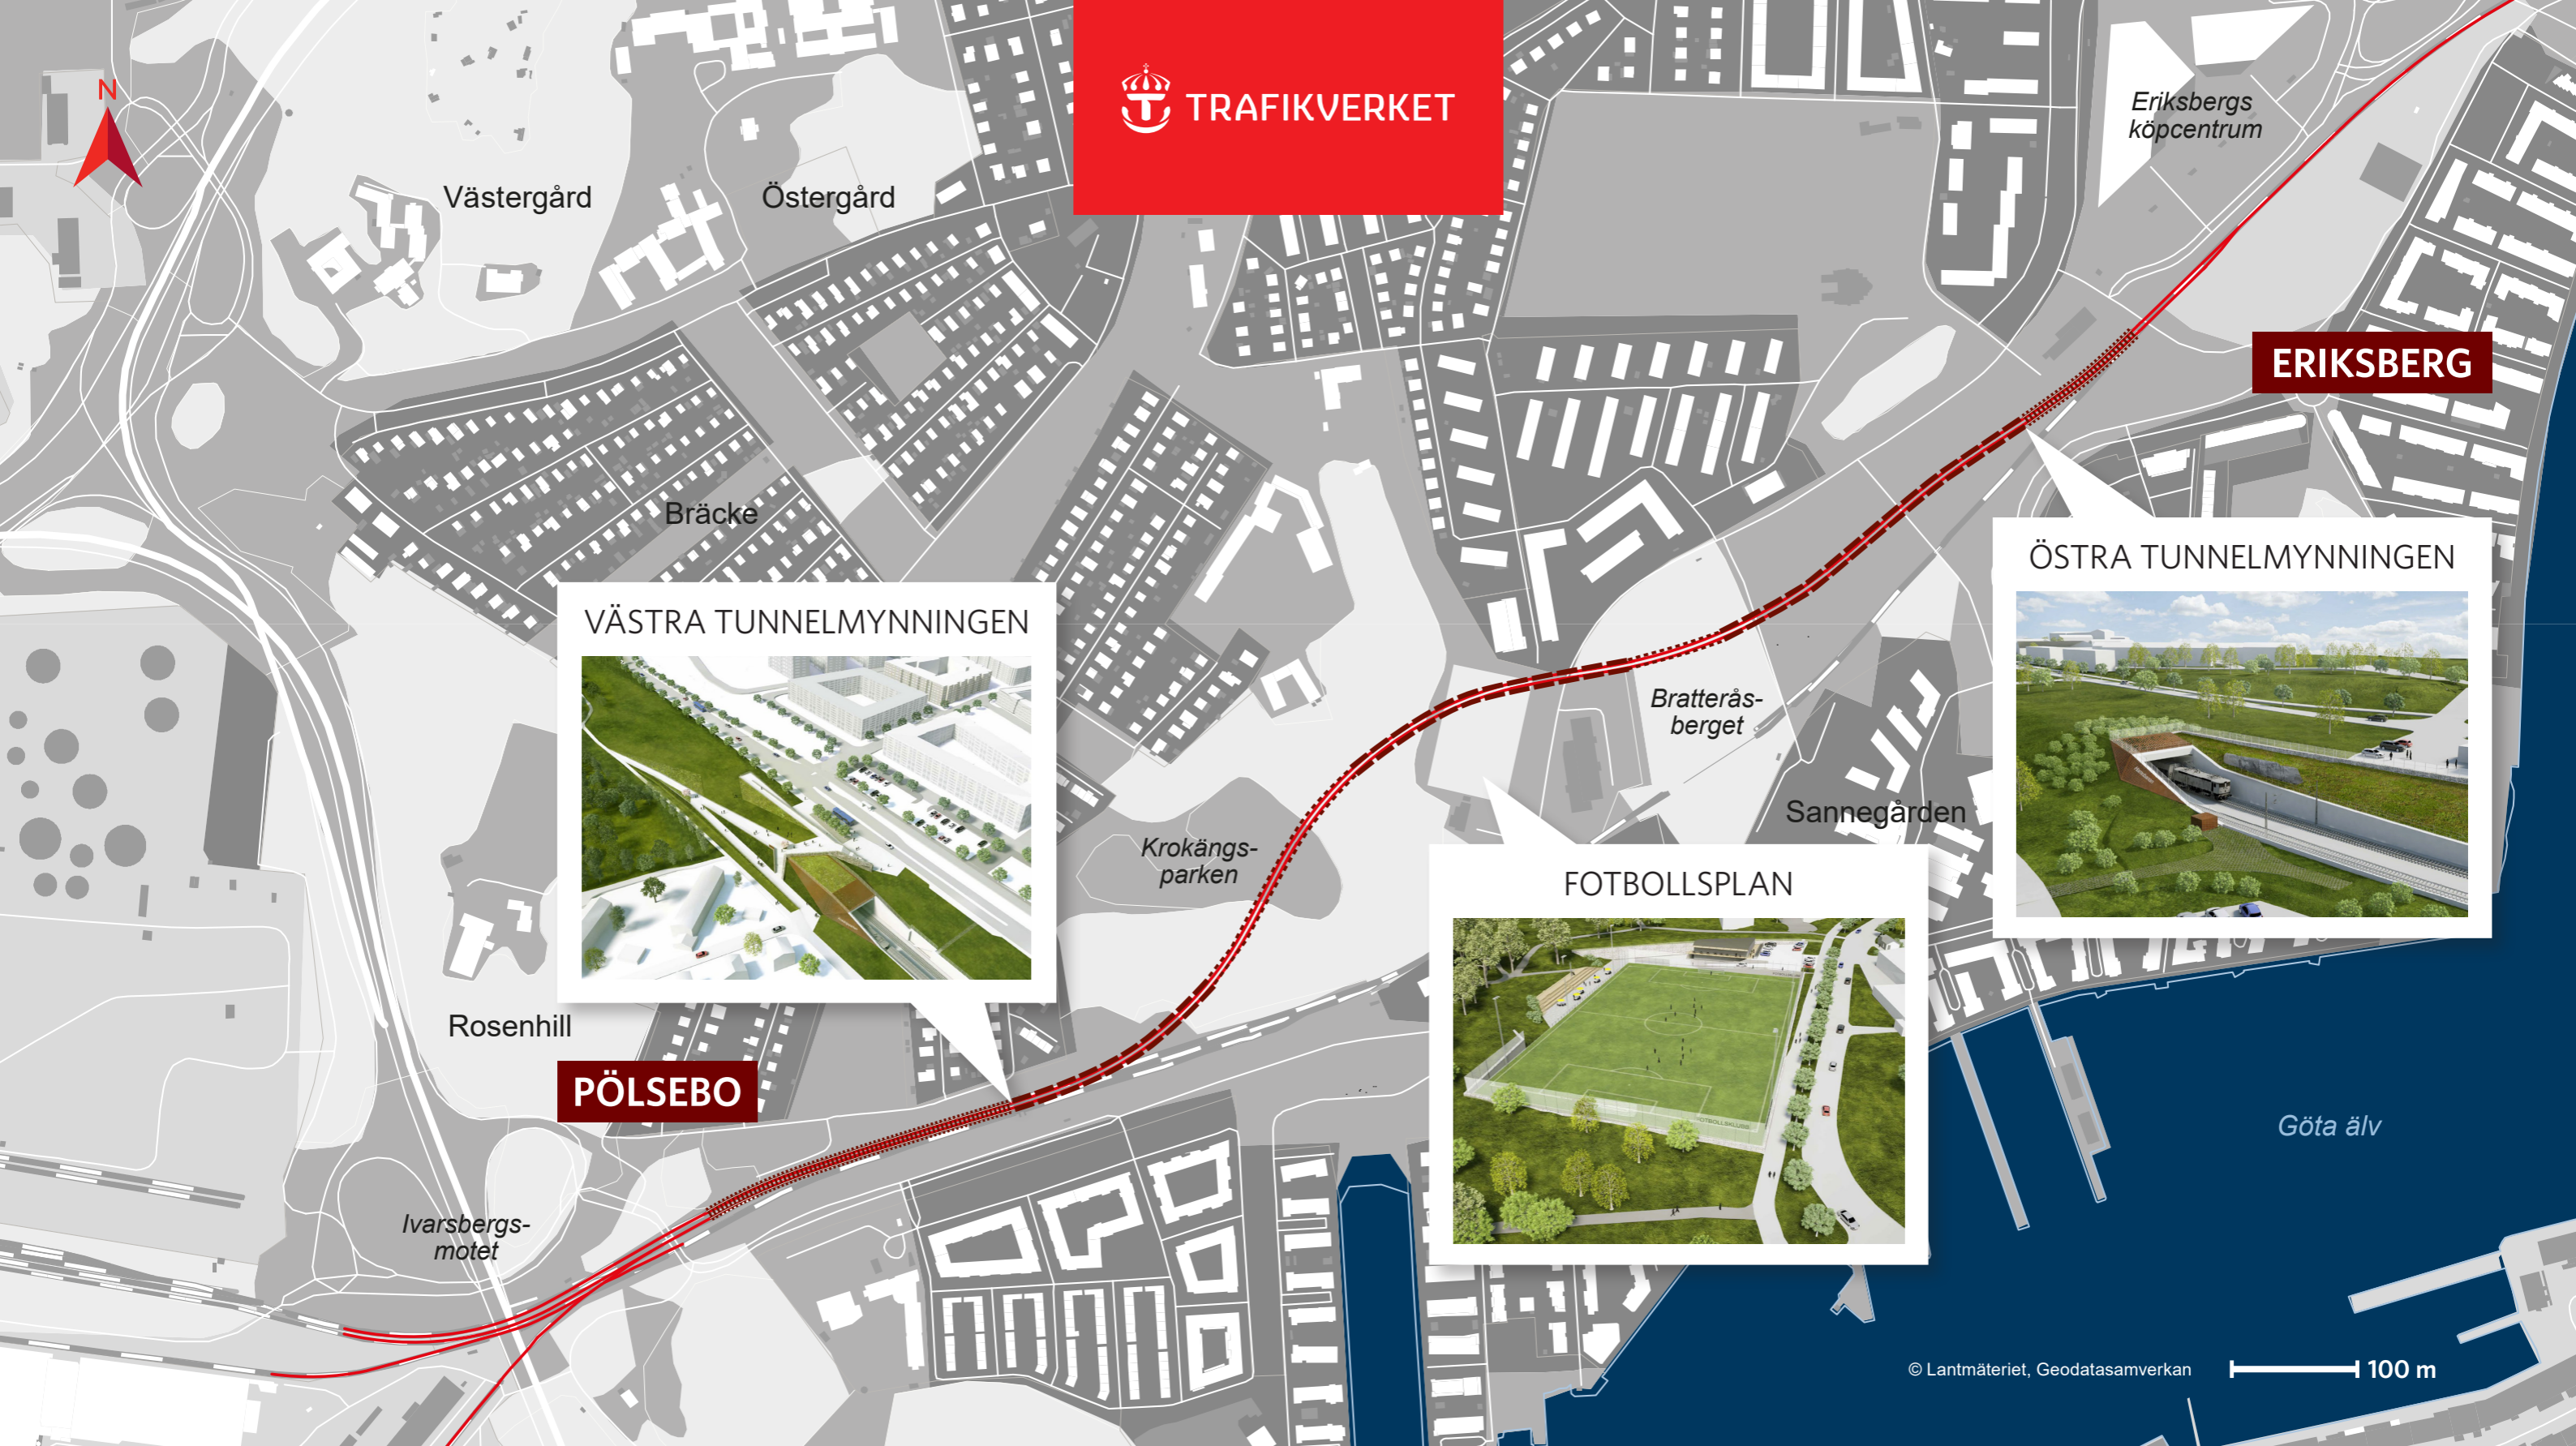 TRAFIKVERKET
N
Eriksbergs
köpcentrum
Västergård
Östergård
ERIKSBERG
Bräcke
ÖSTRA TUNNELMYNNINGEN
VÄSTRA TUNNELMYNNINGEN
Bratterås-
berget
Sannegården
Krokängs-
parken
FOTBOLLSPLAN
Rosenhill
PÖLSEBO
Göta älv
Ivarsbergs-
motet
© Lantmäteriet, Geodatasamverkan
100 m